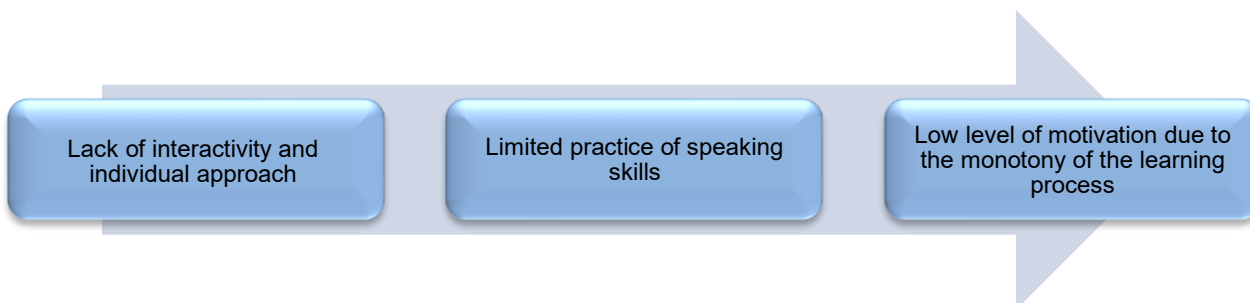 Lack of interactivity and
individual approach
Limited practice of speaking
skills
Low level of motivation due to
the monotony of the learning
process